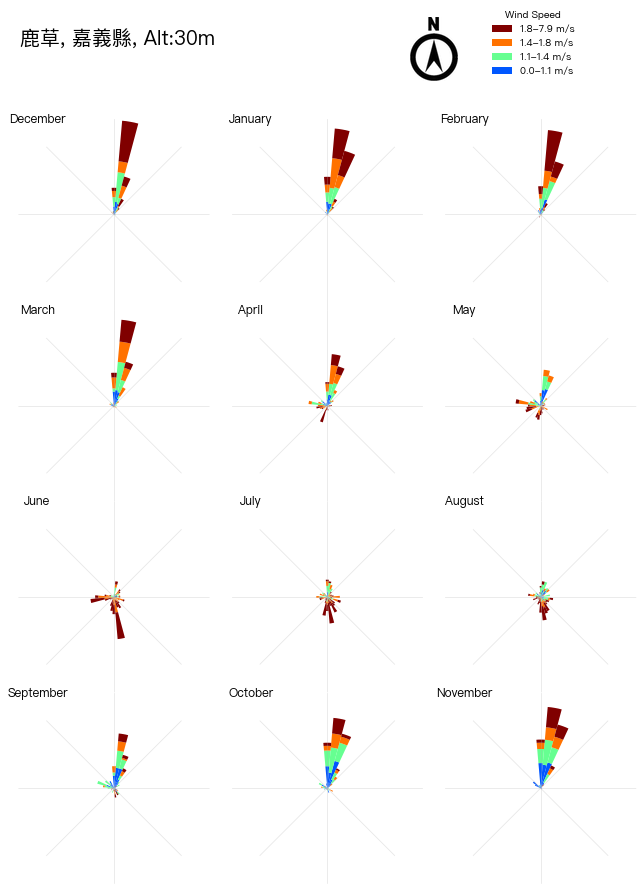 鹿草, 嘉義縣, Alt:30m
N
Wind Speed
1.8–7.9 m/s
1.4–1.8 m/s
1.1–1.4 m/s
0.0–1.1 m/s
December
January
February
March
April
May
June
July
August
September
October
November